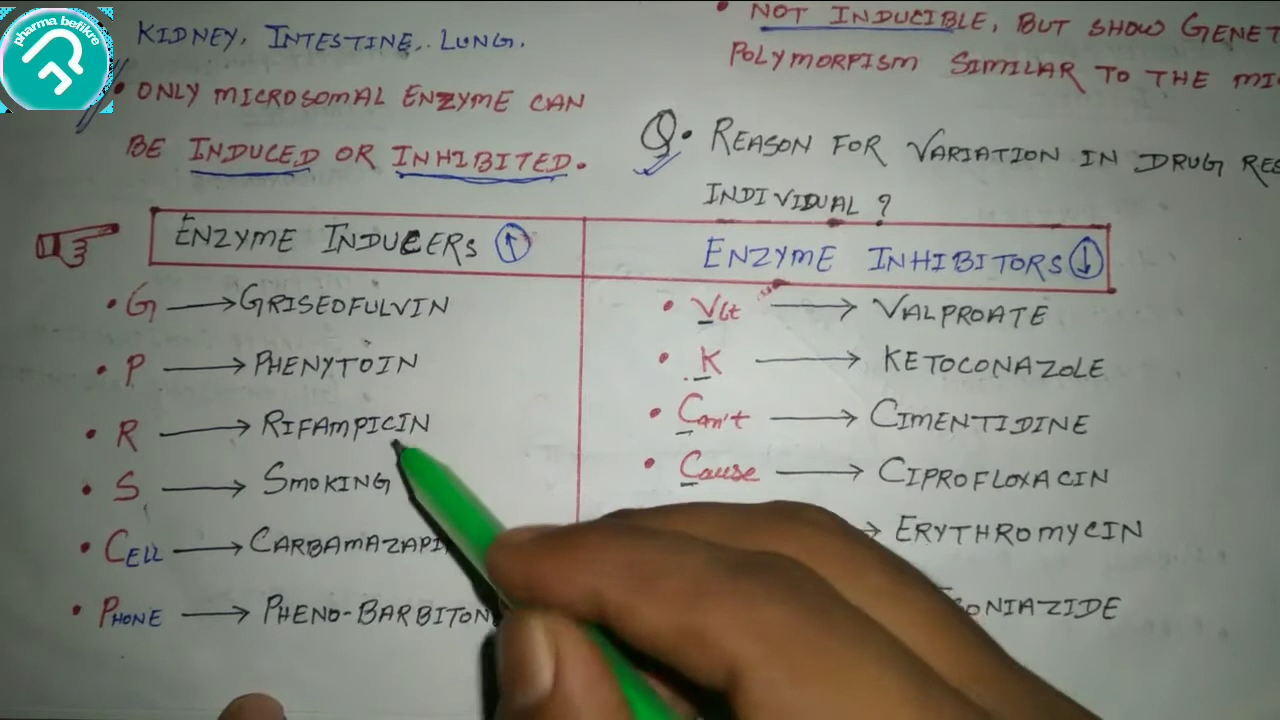 pharma befikre
KIDNEY, INTESTINE, LUNG.
• ONLY MICROSOMAL ENZYME CAN
BE INDUCED OR INHIBITED.
• NOT INDUCIBLE, BUT SHOW GENET
POLYMORPISM SIMILAR TO THE MI
Q. REASON FOR VARIATION IN DRUG RES
INDIVIDUAL ?
ENZYME INDUCERS ↑
• G → GRISEOFULVIN
• P → PHENYTOIN
• R → RIFAMPICIN
• S → SMOKING
• CELL → CARBAMAZAPI
• PHONE → PHENO-BARBITON
ENZYME INHIBITORS ↓
• → VALPROATE
• K → KETOCONAZOLE
• Can't → CIMENTIDINE
• Cause → CIPROFLOXACIN
→ ERYTHROMYCIN
ONIAZIDE